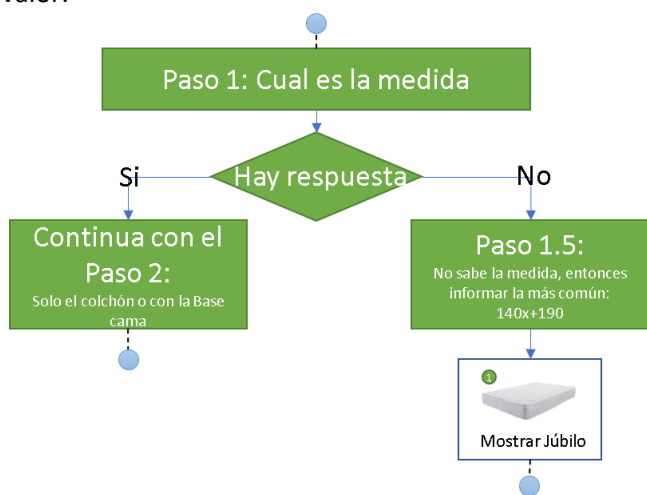 Paso 1: Cual es la medida
Hay respuesta
Si
No
Continua con el
Paso 2:
Solo el colchón o con la Base
cama
Paso 1.5:
No sabe la medida, entonces
informar la más común:
140x+190
1
Mostrar Júbilo